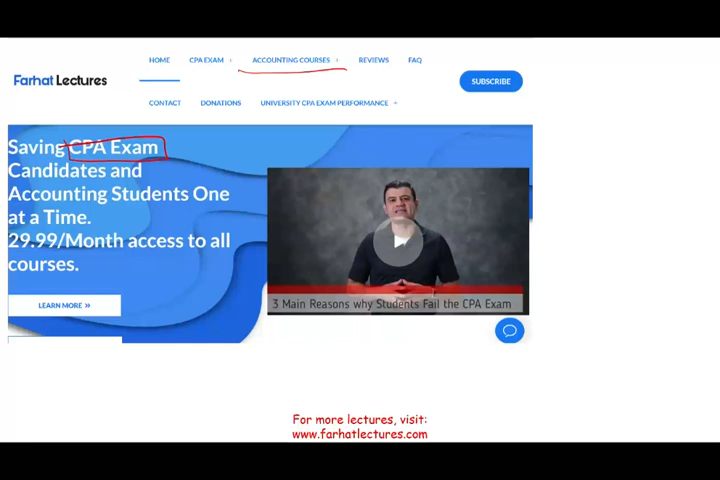 HOME CPA EXAM ACCOUNTING COURSES REVIEWS FAQ
Farhat Lectures
SUBSCRIBE
CONTACT DONATIONS UNIVERSITY CPA EXAM PERFORMANCE
Saving CPA Exam
Candidates and
Accounting Students One
at a Time.
29.99/Month access to all
courses.
LEARN MORE »
3 Main Reasons why Students Fail the CPA Exam
For more lectures, visit:
www.farhatlectures.com